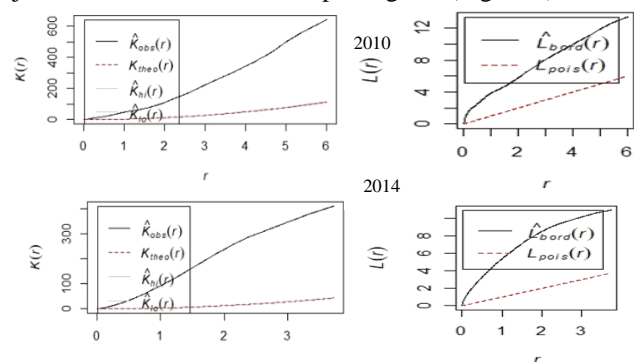 K(r)
600
400
200
0
K̂obs(r)
Ktheo(r)
K̂hi(r)
K̂lo(r)
0 1 2 3 4 5 6
r
2010
L(r)
12
8
4
0
L̂bord(r)
Lpois(r)
0 2 4 6
r
2014
K(r)
300
100
0
K̂obs(r)
Ktheo(r)
K̂hi(r)
K̂lo(r)
0 1 2 3
L(r)
8
6
4
2
0
L̂bord(r)
Lpois(r)
0 1 2 3
r